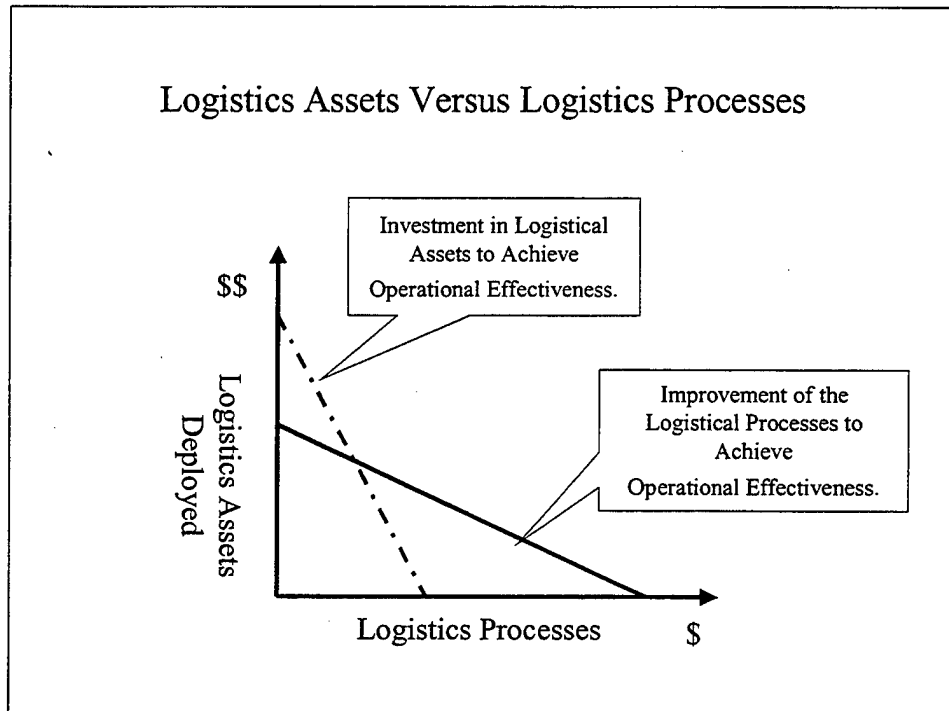 Logistics Assets Versus Logistics Processes
Investment in Logistical
Assets to Achieve
Operational Effectiveness.
$$
Logistics Assets
Deployed
Improvement of the
Logistical Processes to
Achieve
Operational Effectiveness.
Logistics Processes
$